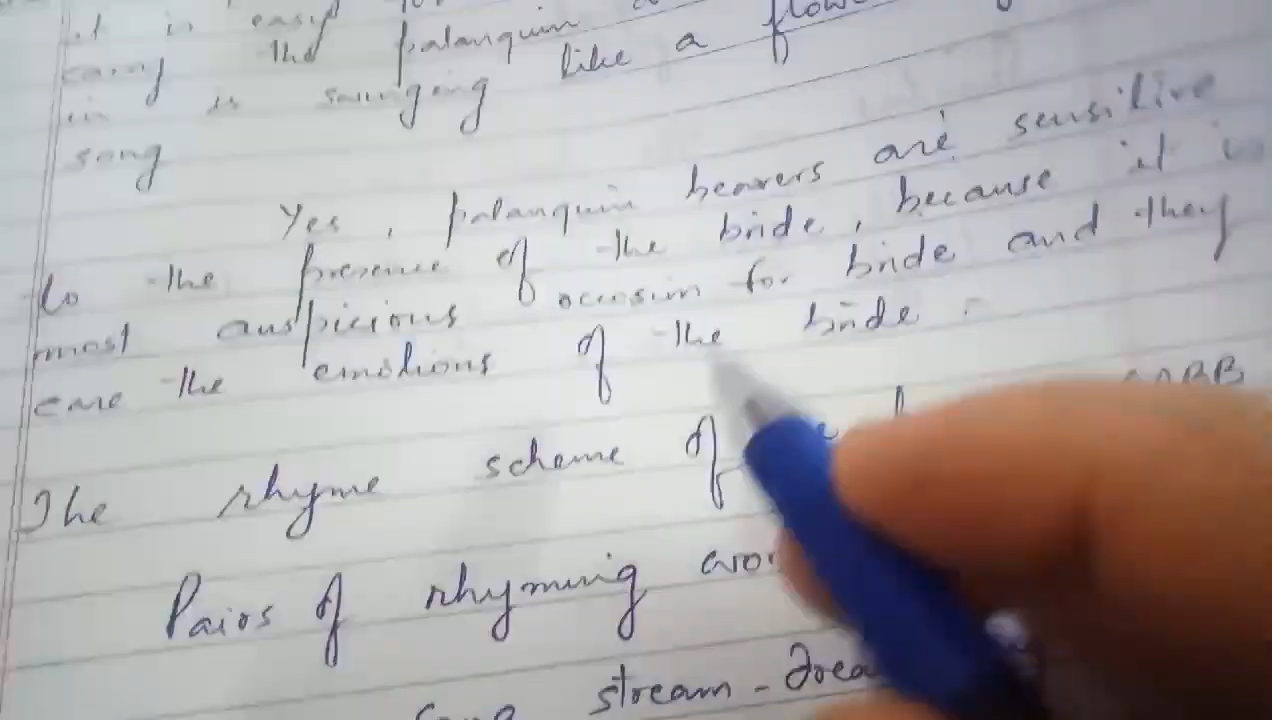 it is easy
carry the palanquin
in is swinging like a flow
song
Yes, palanquin bearers are sensitive
to the presence of the bride, because it is
most auspicious occasion for bride and they
care the emotions of the bride.
The rhyme scheme of AABB
Pairs of rhyming wor
Song stream - Drea